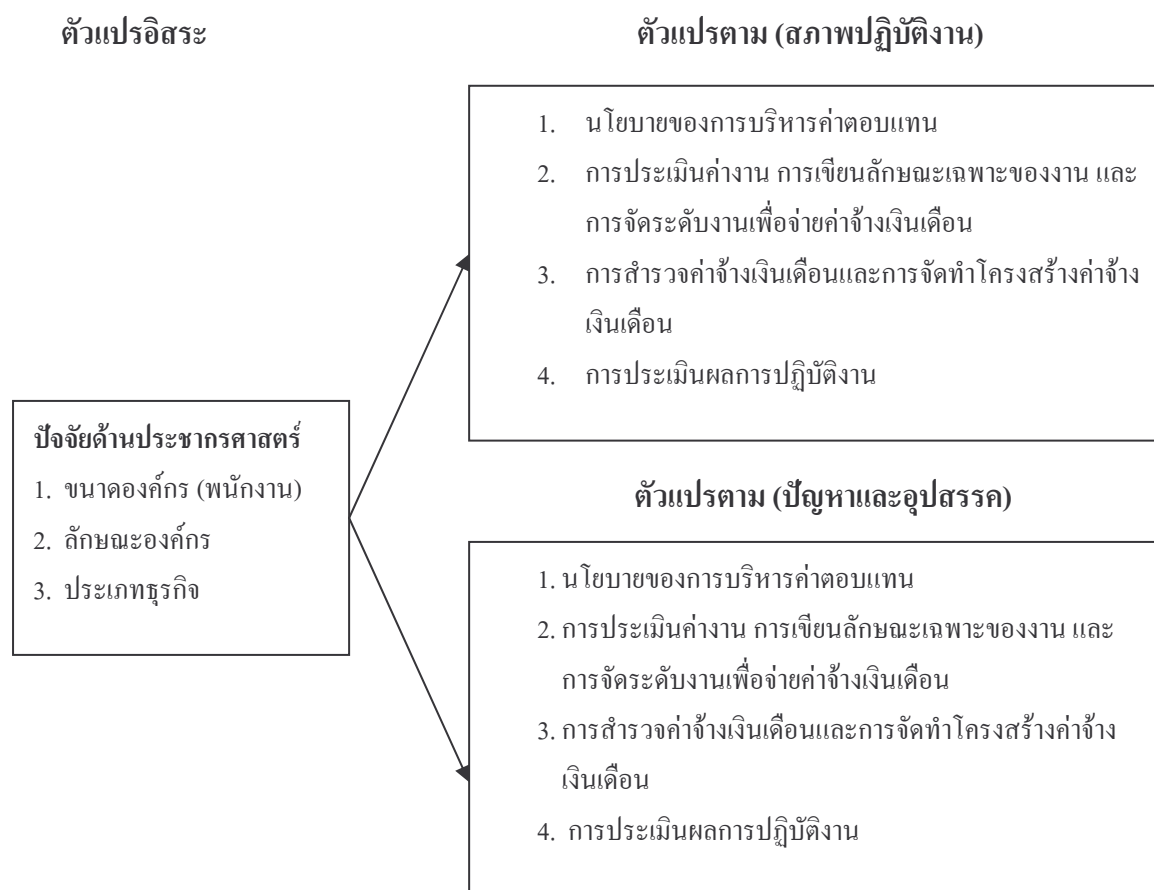 ตัวแปรอิสระ
ตัวแปรตาม (สภาพปฏิบัติงาน)
1. นโยบายของการบริหารค่าตอบแทน
2. การประเมินค่างาน การเขียนลักษณะเฉพาะของงาน และ
การจัดระดับงานเพื่อจ่ายค่าจ้างเงินเดือน
3. การสำรวจค่าจ้างเงินเดือนและการจัดทำโครงสร้างค่าจ้าง
เงินเดือน
4. การประเมินผลการปฏิบัติงาน
ปัจจัยด้านประชากรศาสตร์
1. ขนาดองค์กร (พนักงาน)
2. ลักษณะองค์กร
3. ประเภทธุรกิจ
ตัวแปรตาม (ปัญหาและอุปสรรค)
1. นโยบายของการบริหารค่าตอบแทน
2. การประเมินค่างาน การเขียนลักษณะเฉพาะของงาน และ
การจัดระดับงานเพื่อจ่ายค่าจ้างเงินเดือน
3. การสำรวจค่าจ้างเงินเดือนและการจัดทำโครงสร้างค่าจ้าง
เงินเดือน
4. การประเมินผลการปฏิบัติงาน